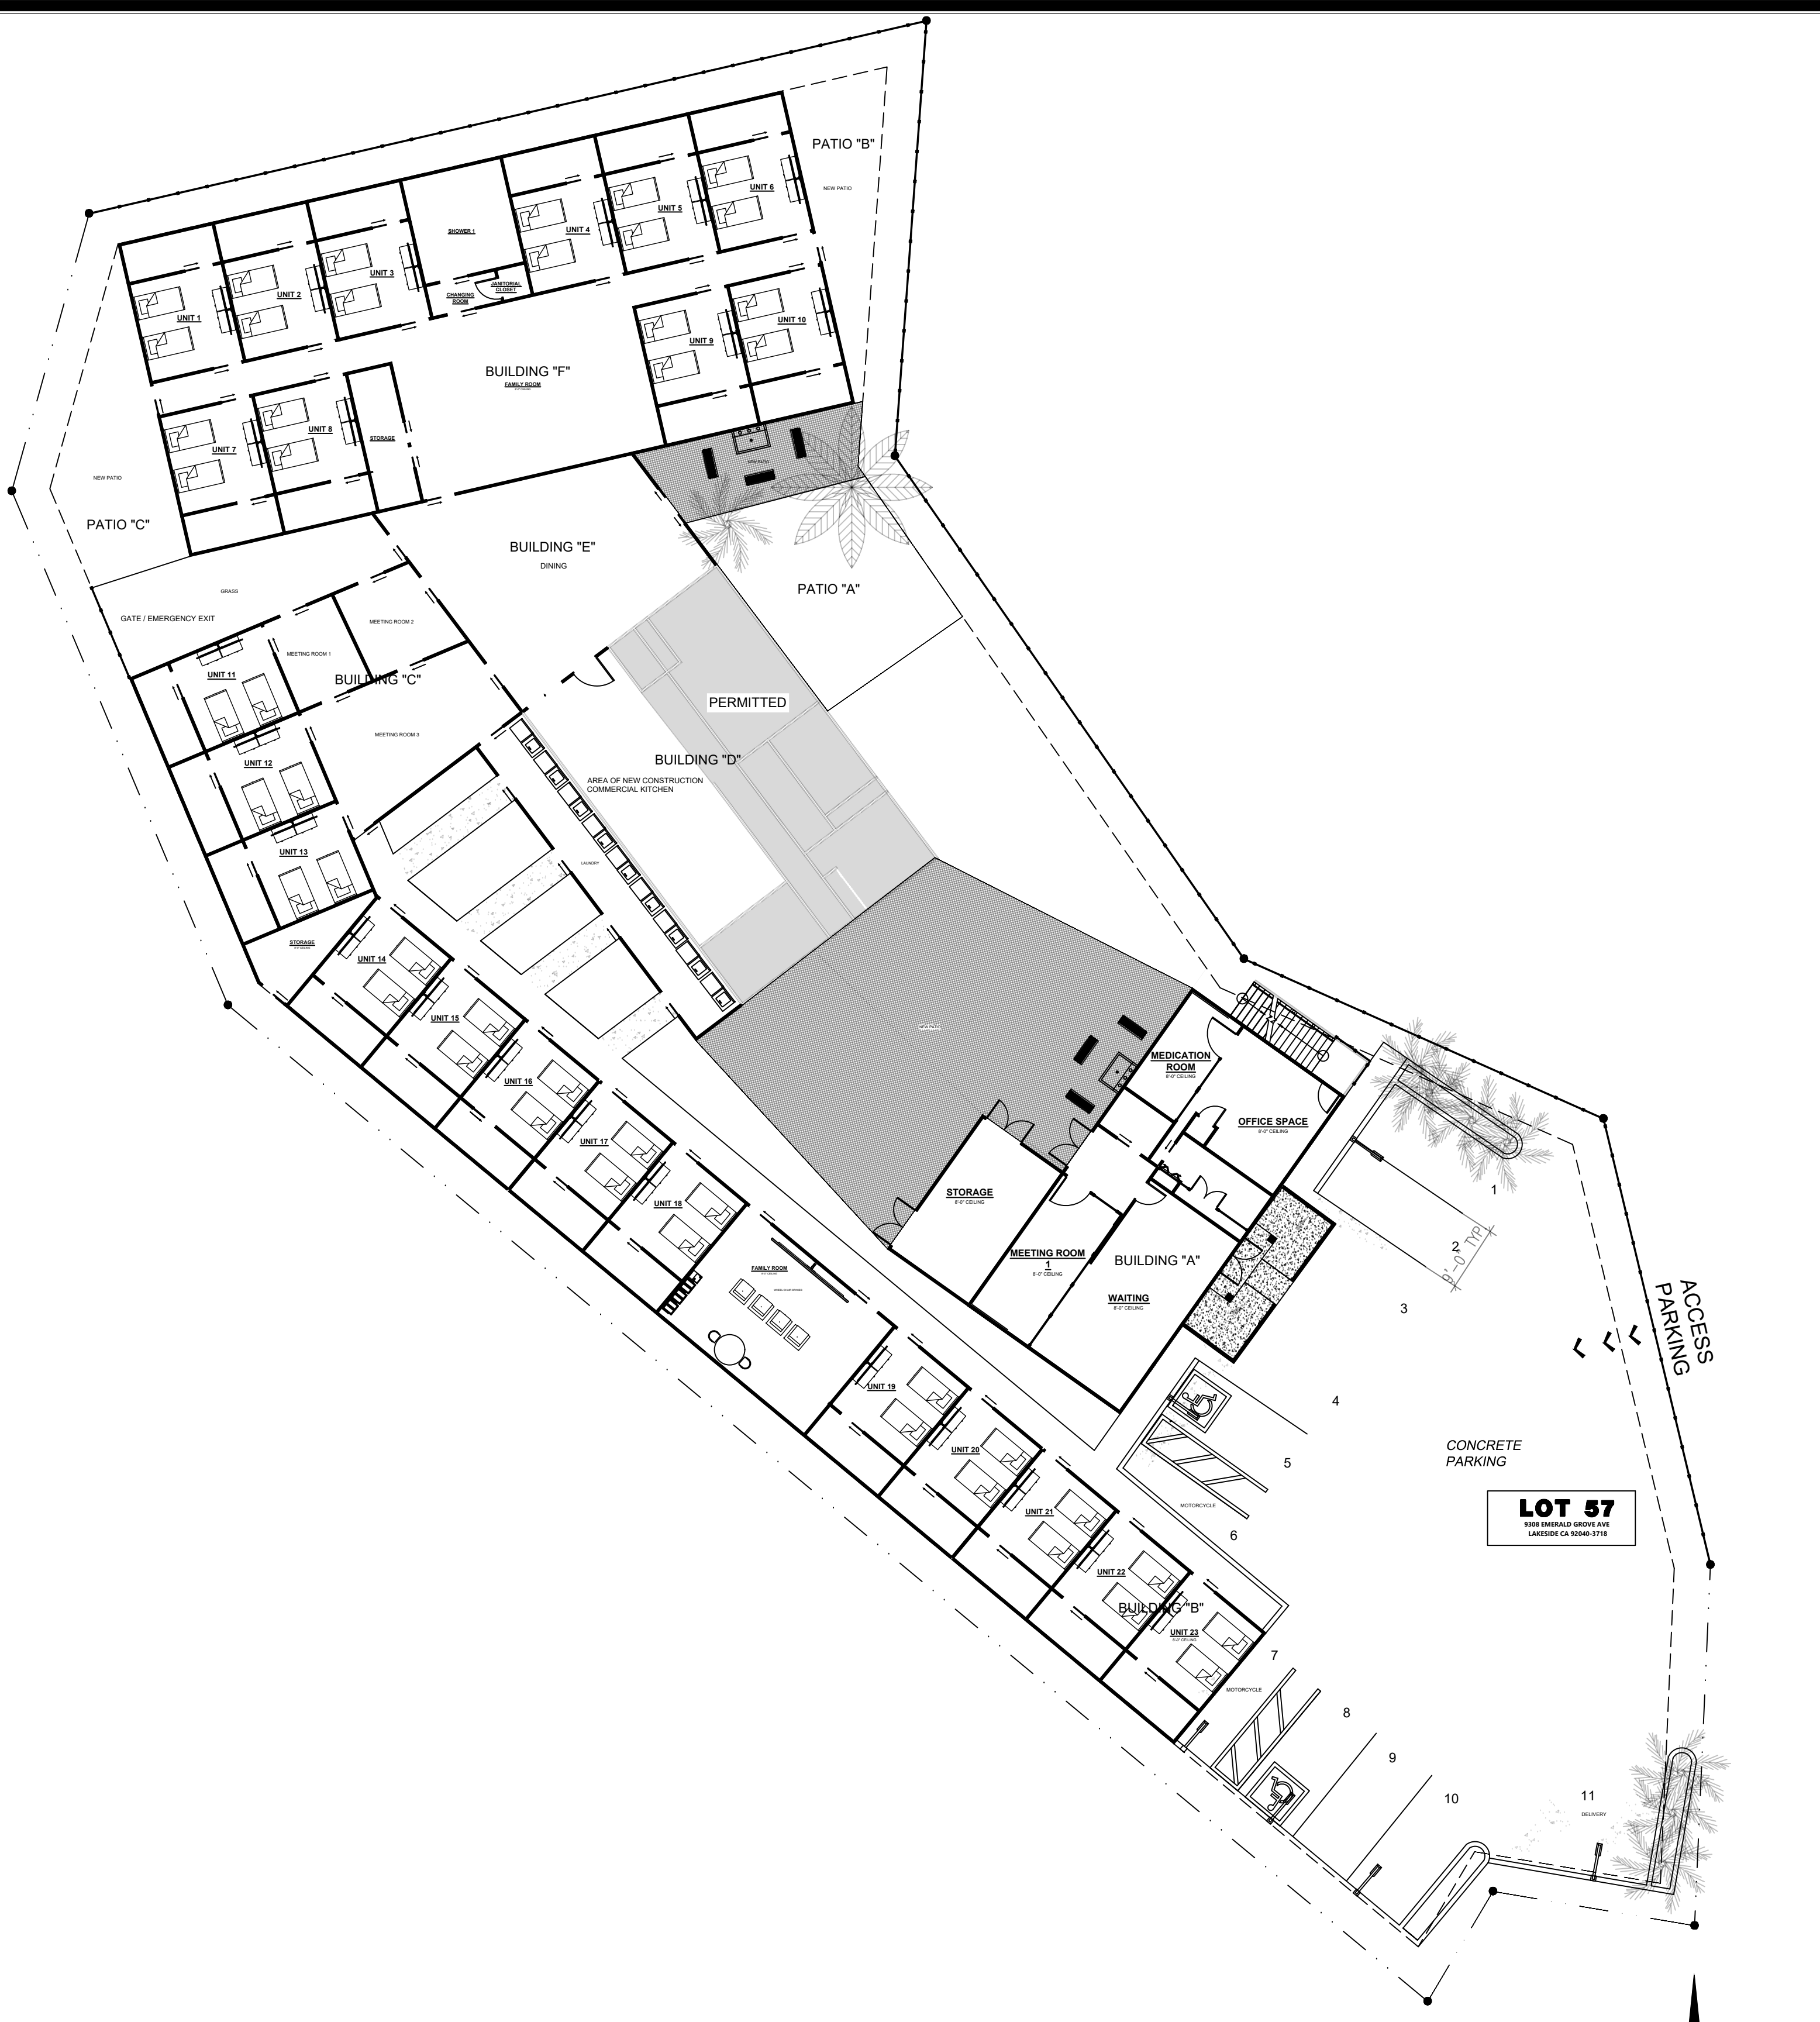 PATIO "B"
NEW PATIO
UNIT 6
UNIT 5
UNIT 4
SHOWER 1
UNIT 3
UNIT 2
UNIT 1
JANITORIAL
CLOSET
CHANGING
ROOM
UNIT 10
UNIT 9
BUILDING "F"
FAMILY ROOM
UNIT 8
UNIT 7
STORAGE
NEW PATIO
NEW PATIO
PATIO "C"
BUILDING "E"
DINING
PATIO "A"
GRASS
GATE / EMERGENCY EXIT
MEETING ROOM 2
MEETING ROOM 1
UNIT 11
BUILDING "C"
PERMITTED
MEETING ROOM 3
UNIT 12
BUILDING "D"
AREA OF NEW CONSTRUCTION
COMMERCIAL KITCHEN
UNIT 13
LAUNDRY
STORAGE
8'-0" CEILING
UNIT 14
UNIT 15
NEW PATIO
UNIT 16
MEDICATION
ROOM
8'-0" CEILING
OFFICE SPACE
8'-0" CEILING
UNIT 17
STORAGE
8'-0" CEILING
UNIT 18
1
2
9'-0" TYP
MEETING ROOM
1
8'-0" CEILING
BUILDING "A"
FAMILY ROOM
WAITING
8'-0" CEILING
3
ACCESS
PARKING
UNIT 19
4
UNIT 20
5
CONCRETE
PARKING
MOTORCYCLE
UNIT 21
6
LOT 57
9308 EMERALD GROVE AVE
LAKESIDE CA 92040-3718
UNIT 22
BUILDING "B"
UNIT 23
8'-0" CEILING
7
MOTORCYCLE
8
9
10
11
DELIVERY